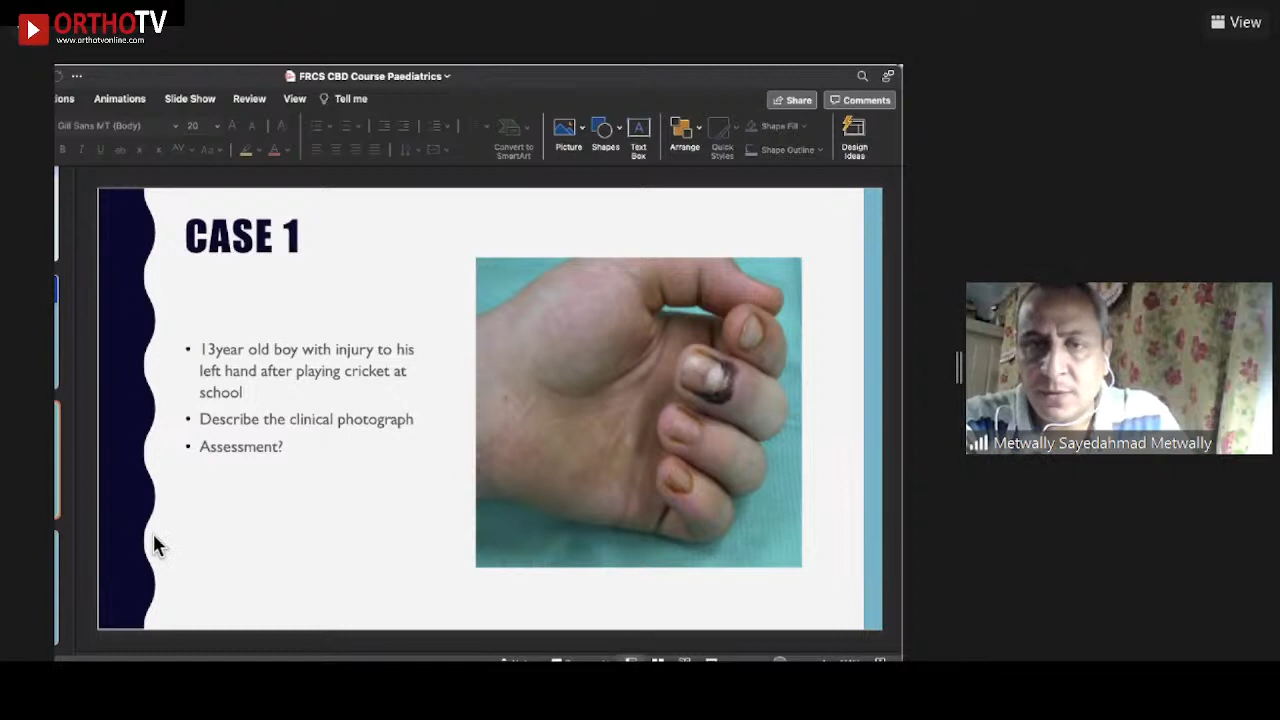 ORTHOTV
www.orthotvonline.com
View
FRCS CBD Course Paediatrics
Animations
Slide Show
Review
View
Tell me
Share
Comments
Gill Sans MT (Body)
20
Convert to
SmartArt
Picture
Shapes
Text
Box
Arrange
Quick
Styles
Shape Fill
Shape Outline
Design
Ideas
CASE 1
• 13year old boy with injury to his
left hand after playing cricket at
school
• Describe the clinical photograph
• Assessment?
Metwally Sayedahmad Metwally